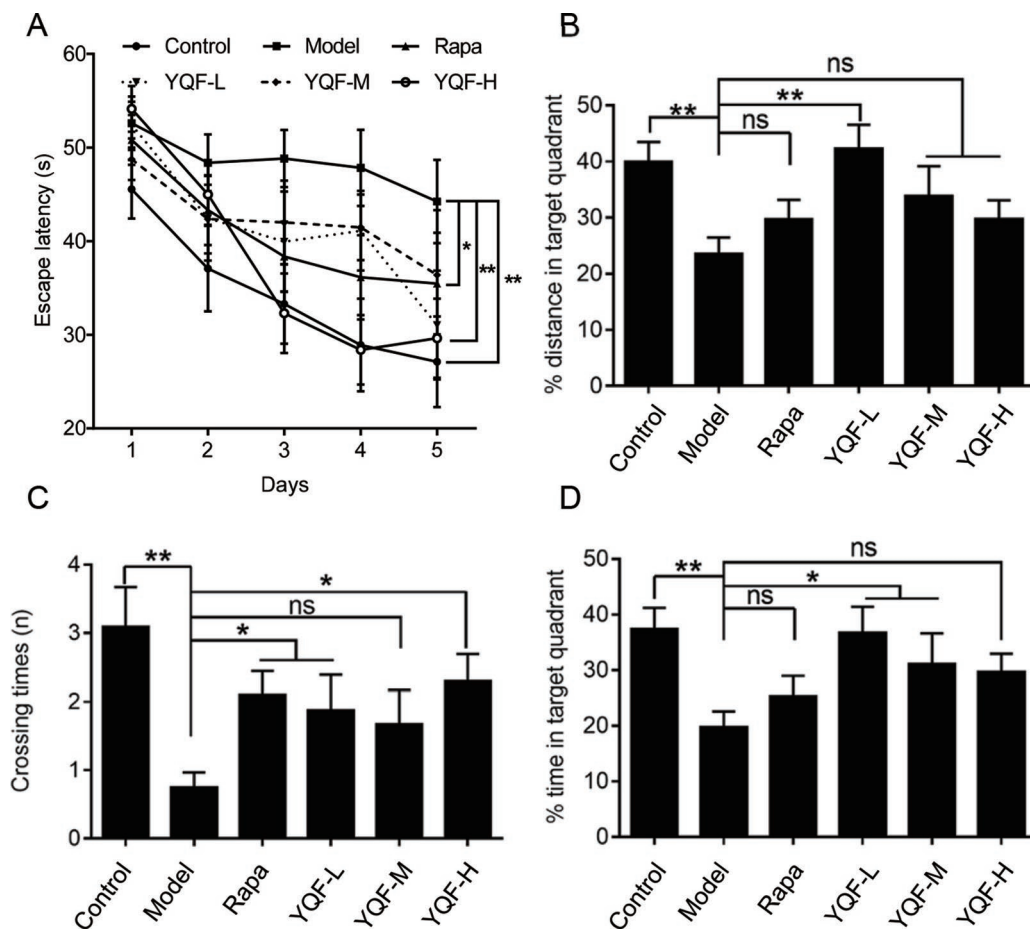 A
Control Model Rapa
YQF-L YQF-M YQF-H
60
50
40
30
20
Escape latency (s)
*
**
**
1 2 3 4 5
Days
B
ns
**
**
ns
50
40
30
20
10
0
% distance in target quadrant
Control Model Rapa YQF-L YQF-M YQF-H
C
**
*
ns
*
4
3
2
1
0
Crossing times (n)
Control Model Rapa YQF-L YQF-M YQF-H
D
ns
**
*
ns
50
40
30
20
10
0
% time in target quadrant
Control Model Rapa YQF-L YQF-M YQF-H